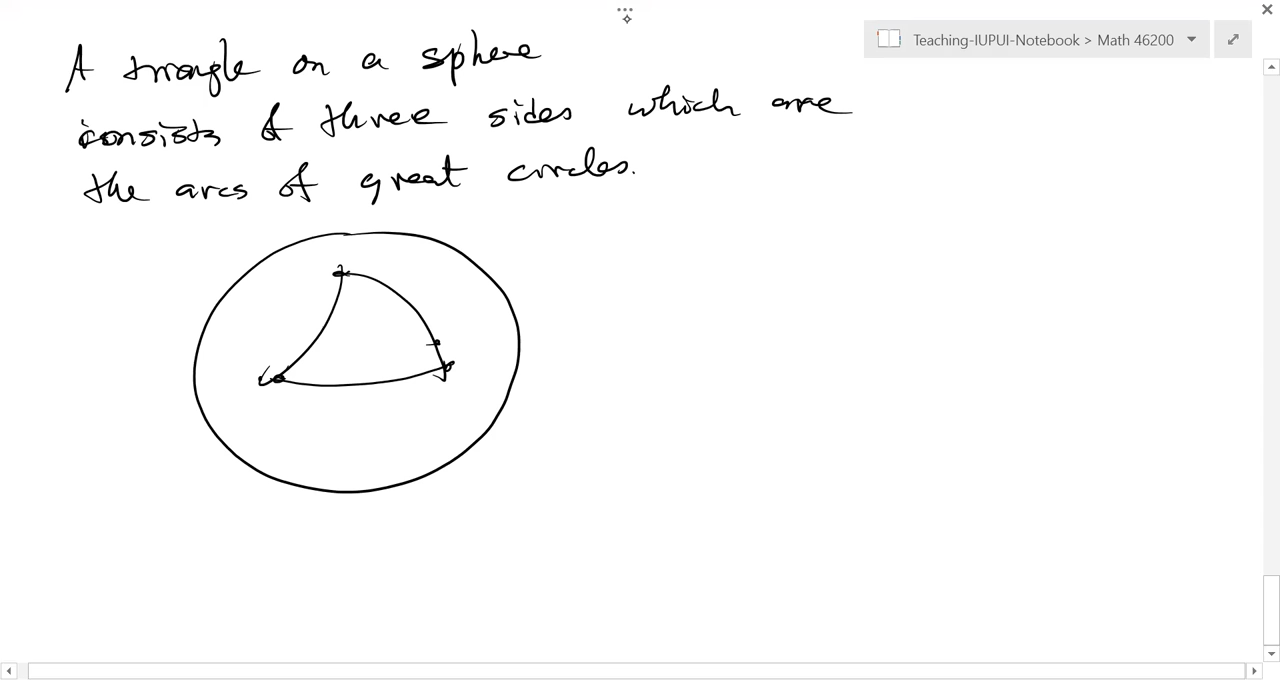 A triangle on a sphere
consists of three sides which are
the arcs of great circles.
Teaching-IUPUI-Notebook > Math 46200